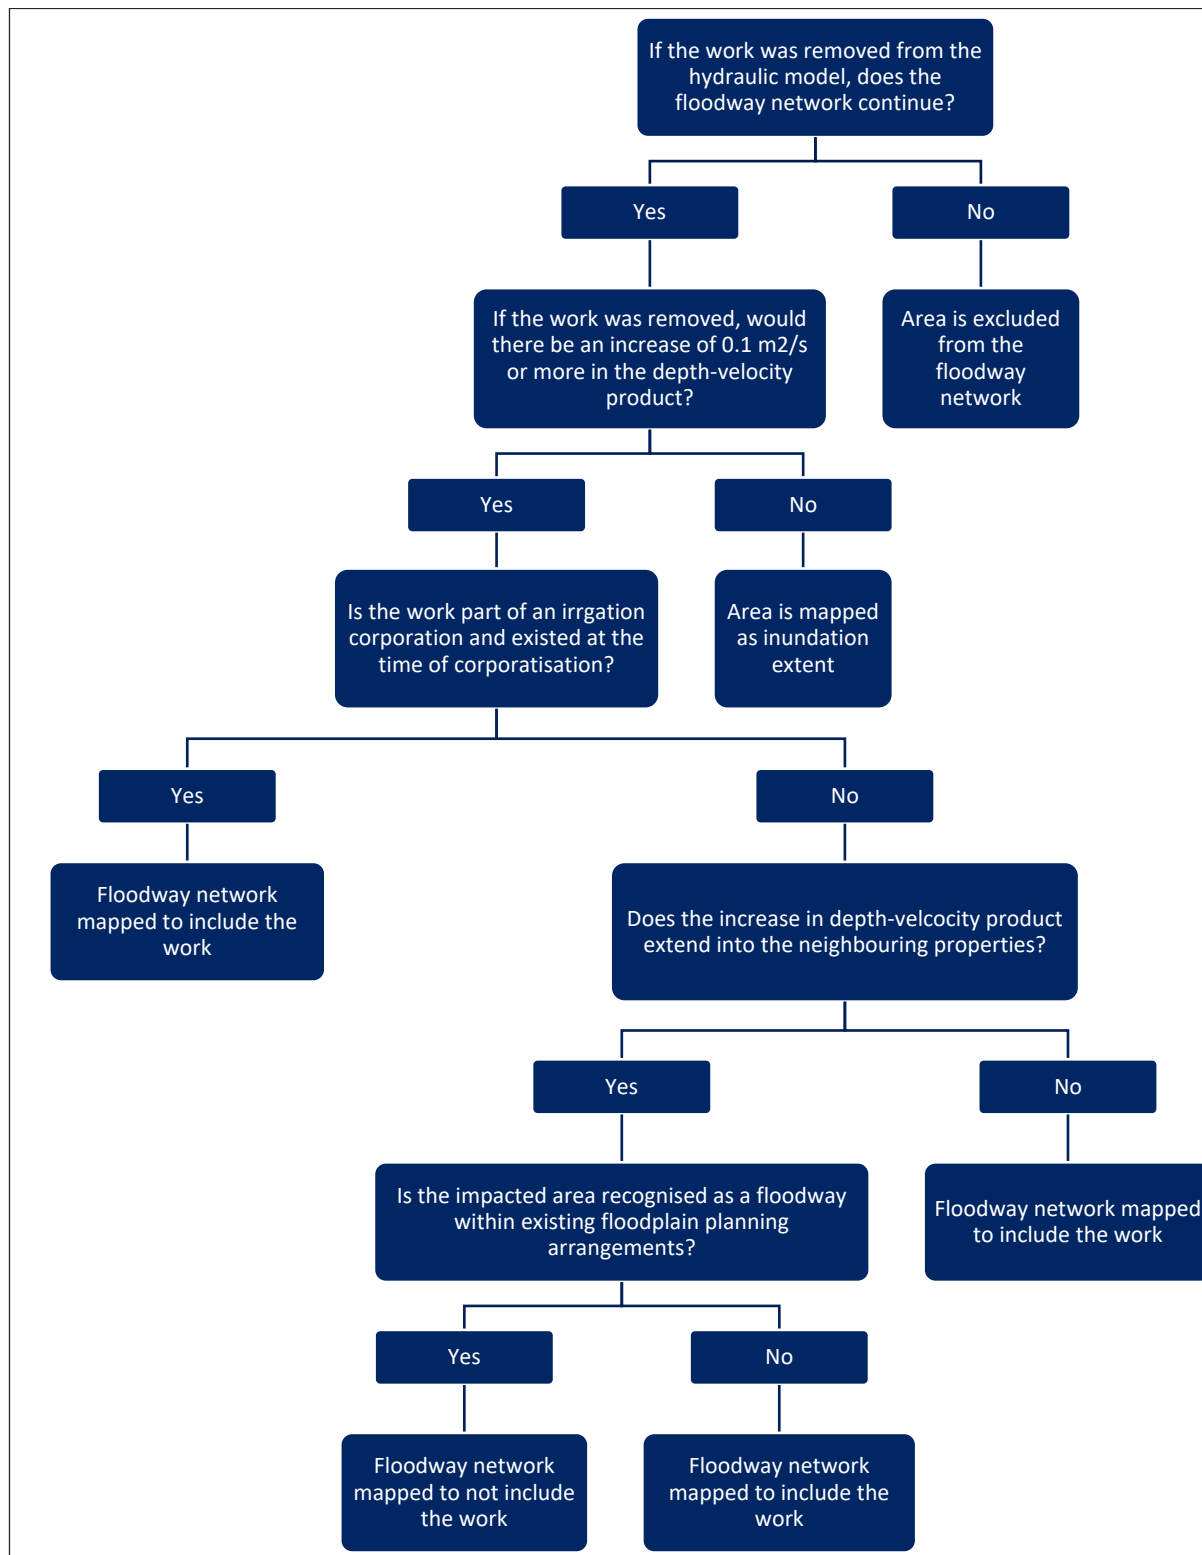 If the work was removed from the
hydraulic model, does the
floodway network continue?
Yes
No
If the work was removed, would
there be an increase of 0.1 m2/s
or more in the depth-velocity
product?
Area is excluded
from the
floodway
network
Yes
No
Is the work part of an irrgation
corporation and existed at the
time of corporatisation?
Area is mapped
as inundation
extent
Yes
No
Floodway network
mapped to include the
work
Does the increase in depth-velcocity product
extend into the neighbouring properties?
Yes
No
Is the impacted area recognised as a floodway
within existing floodplain planning
arrangements?
Floodway network mapped
to include the work
Yes
No
Floodway network
mapped to not include
the work
Floodway network
mapped to include the
work